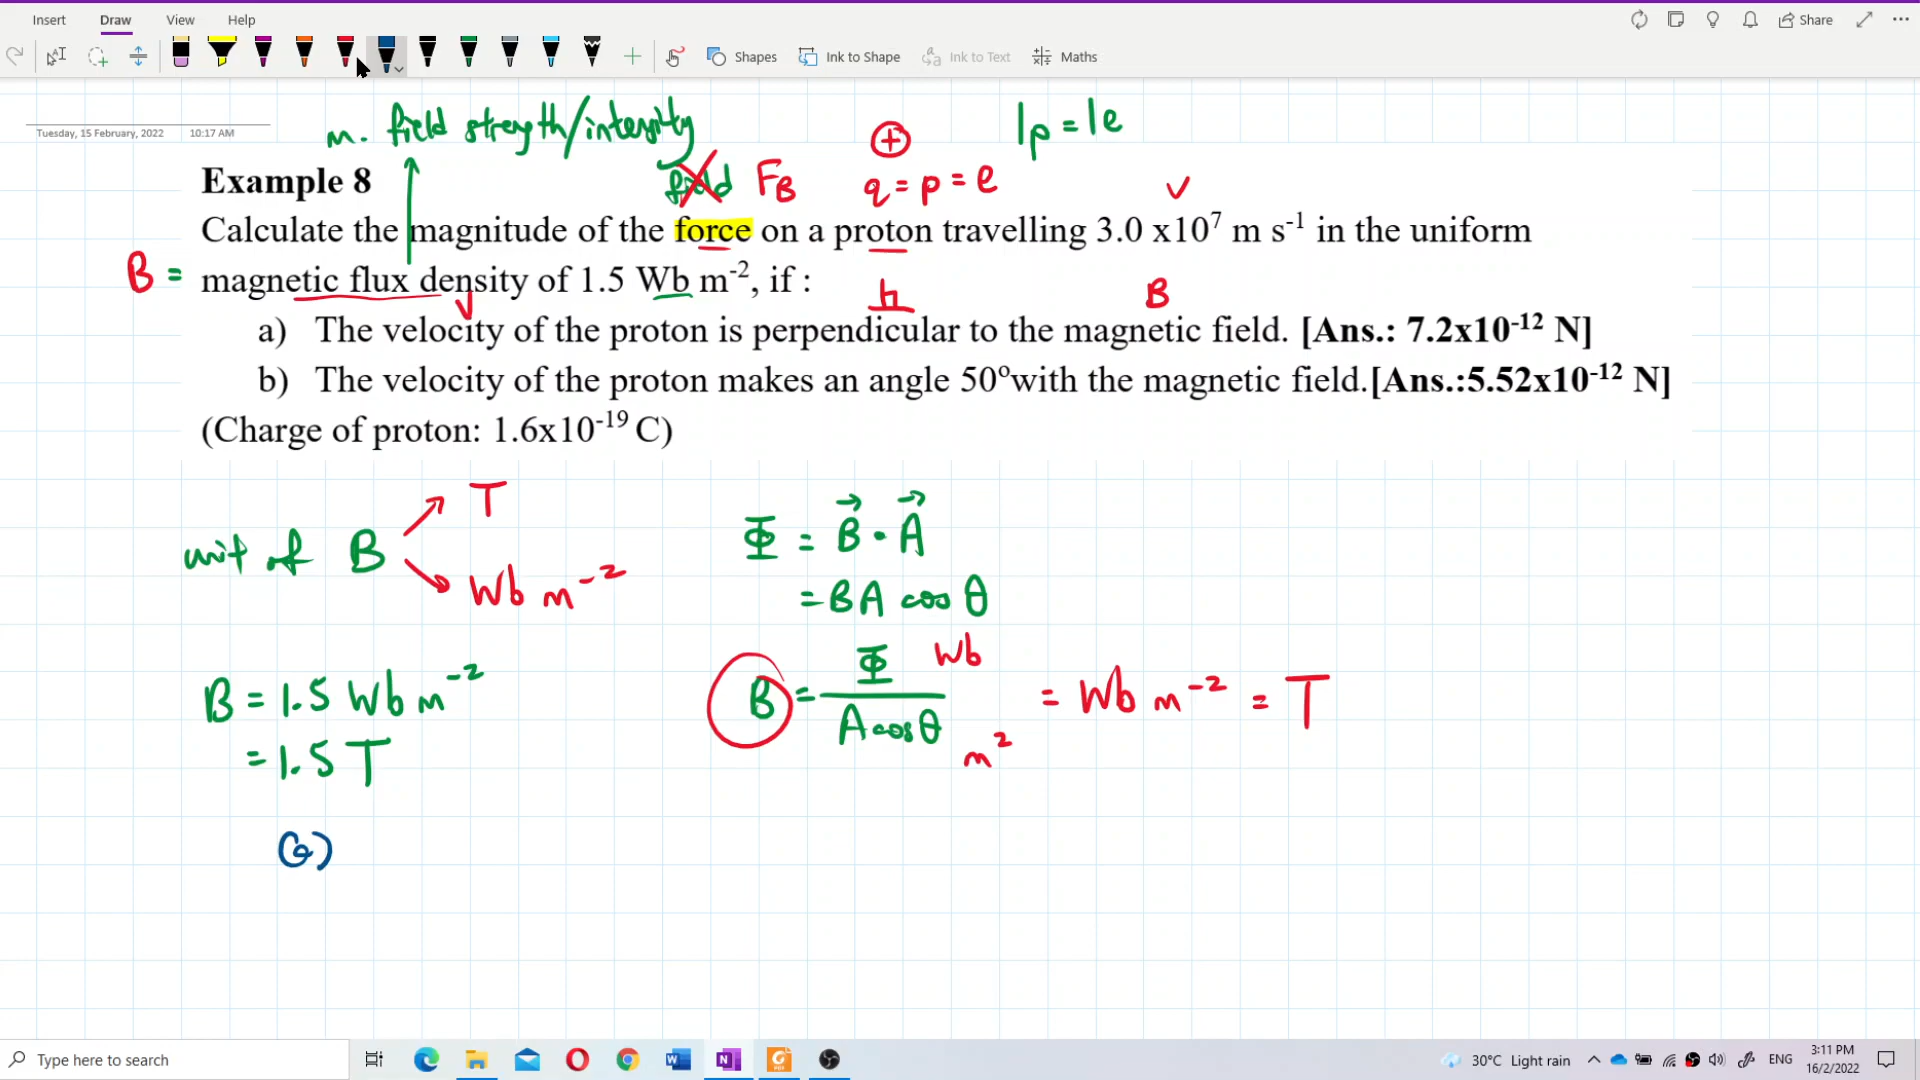 Insert Draw View Help
Share
Shapes Ink to Shape Ink to Text Maths
Tuesday, 15 February, 2022 10:17 AM
m. field strength/intensity
1p = 1e
+
field F_B q = p = e
v
Example 8
Calculate the magnitude of the force on a proton travelling 3.0 x10⁷ m s⁻¹ in the uniform
B = magnetic flux density of 1.5 Wb m⁻², if :
v B
a) The velocity of the proton is perpendicular to the magnetic field. [Ans.: 7.2x10⁻¹² N]
b) The velocity of the proton makes an angle 50ºwith the magnetic field.[Ans.:5.52x10⁻¹² N]
(Charge of proton: 1.6x10⁻¹⁹ C)
unit of B
T
Wb m⁻²
Φ = B⃗ • A⃗
= BA cos θ
B = Φ / A cos θ Wb m² = Wb m⁻² = T
B = 1.5 Wb m⁻²
= 1.5 T
(a)
Type here to search
30°C Light rain
ENG
3:11 PM
16/2/2022